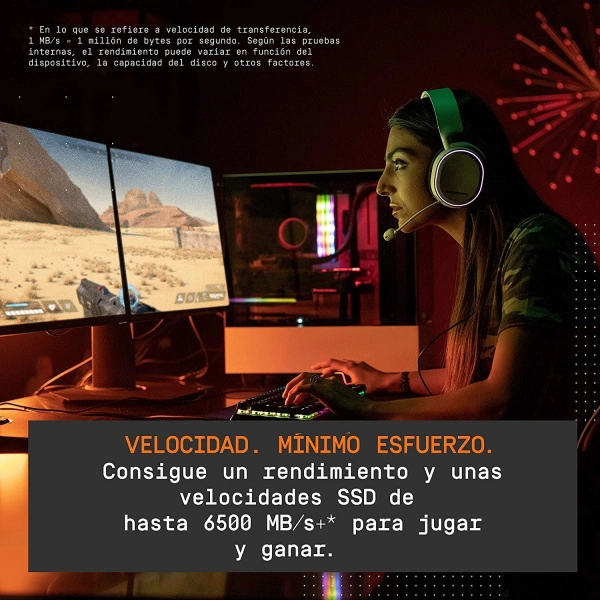 * En lo que se refiere a velocidad de transferencia,
1 MB/s = 1 millón de bytes por segundo. Según las pruebas
internas, el rendimiento puede variar en función del
dispositivo, la capacidad del disco y otros factores.
VELOCIDAD. MÍNIMO ESFUERZO.
Consigue un rendimiento y unas
velocidades SSD de
hasta 6500 MB/s+* para jugar
y ganar.